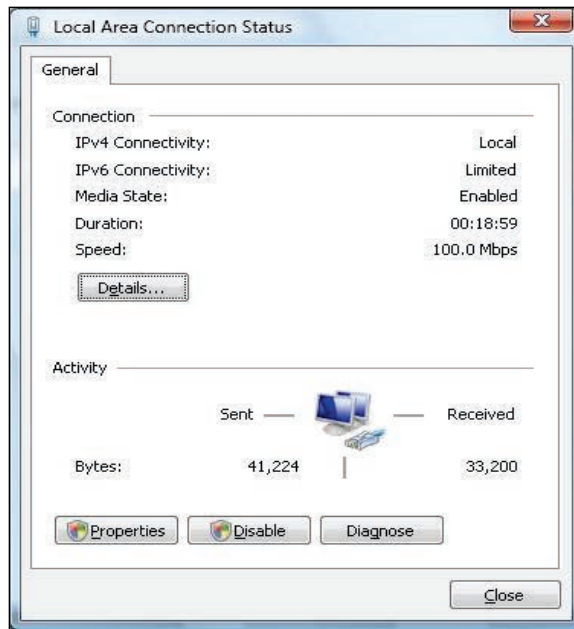 Local Area Connection Status
General
Connection
IPv4 Connectivity: Local
IPv6 Connectivity: Limited
Media State: Enabled
Duration: 00:18:59
Speed: 100.0 Mbps
Details...
Activity
Sent Received
Bytes: 41,224 33,200
Properties Disable Diagnose
Close